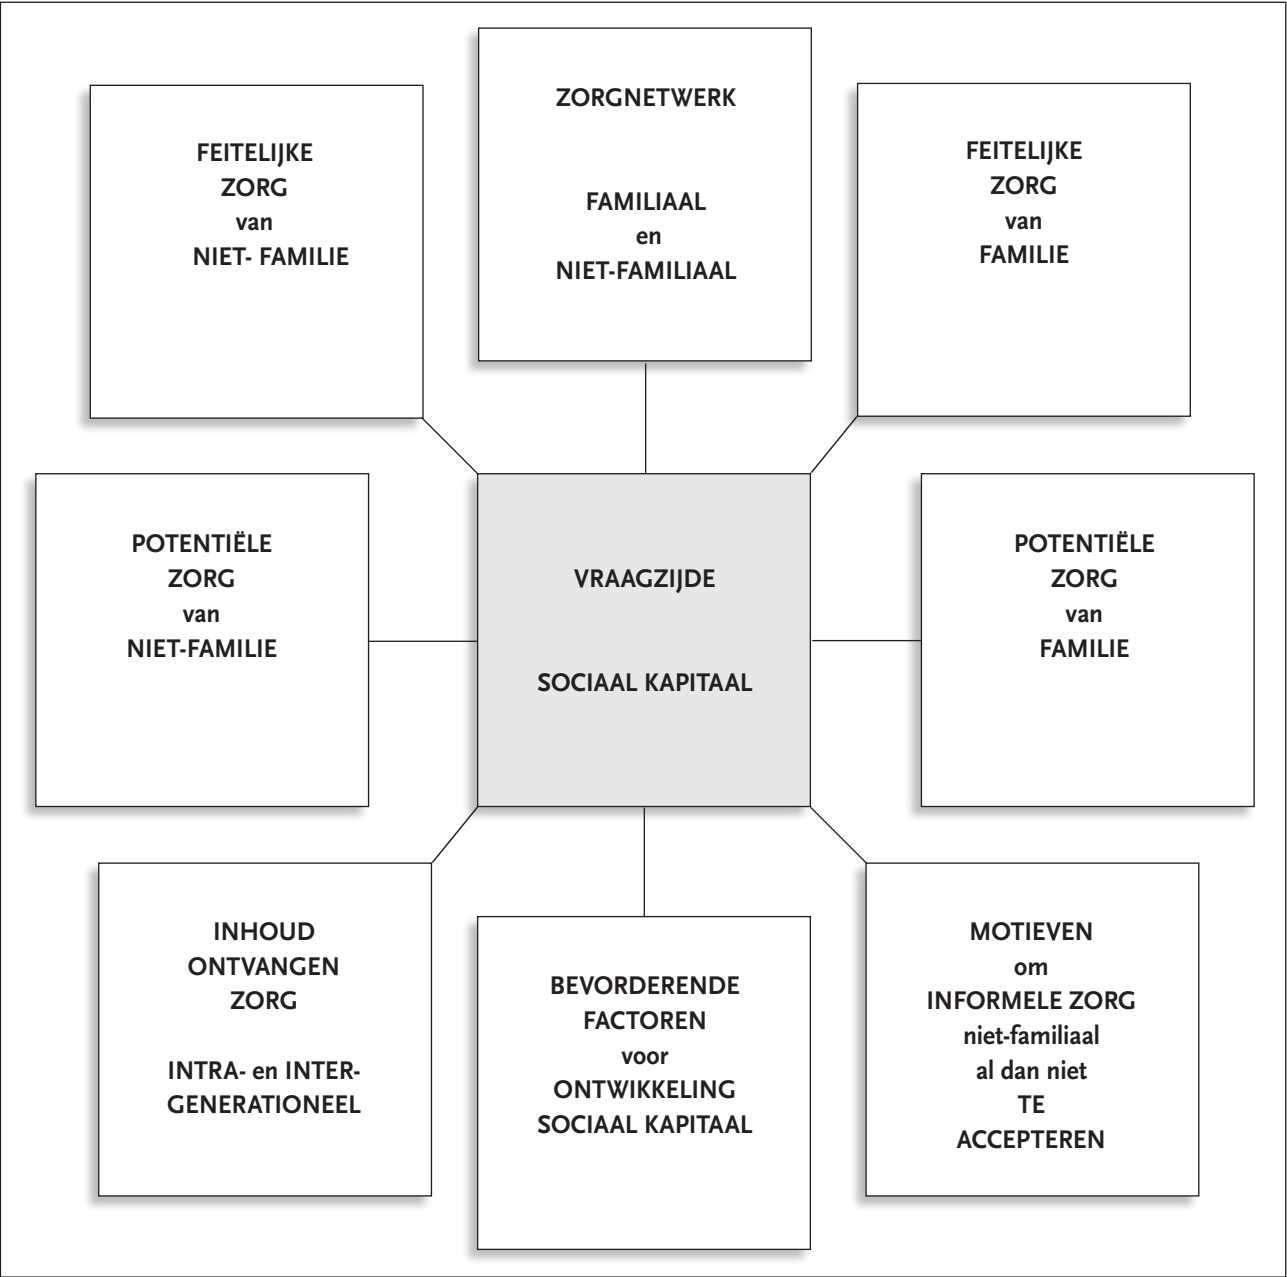 ZORGNETWERK
FAMILIAAL
en
NIET-FAMILIAAL
FEITELIJKE
ZORG
van
NIET- FAMILIE
FEITELIJKE
ZORG
van
FAMILIE
POTENTIËLE
ZORG
van
NIET-FAMILIE
VRAAGZIJDE
SOCIAAL KAPITAAL
POTENTIËLE
ZORG
van
FAMILIE
INHOUD
ONTVANGEN
ZORG
INTRA- en INTER-
GENERATIONEEL
BEVORDERENDE
FACTOREN
voor
ONTWIKKELING
SOCIAAL KAPITAAL
MOTIEVEN
om
INFORMELE ZORG
niet-familiaal
al dan niet
TE
ACCEPTEREN